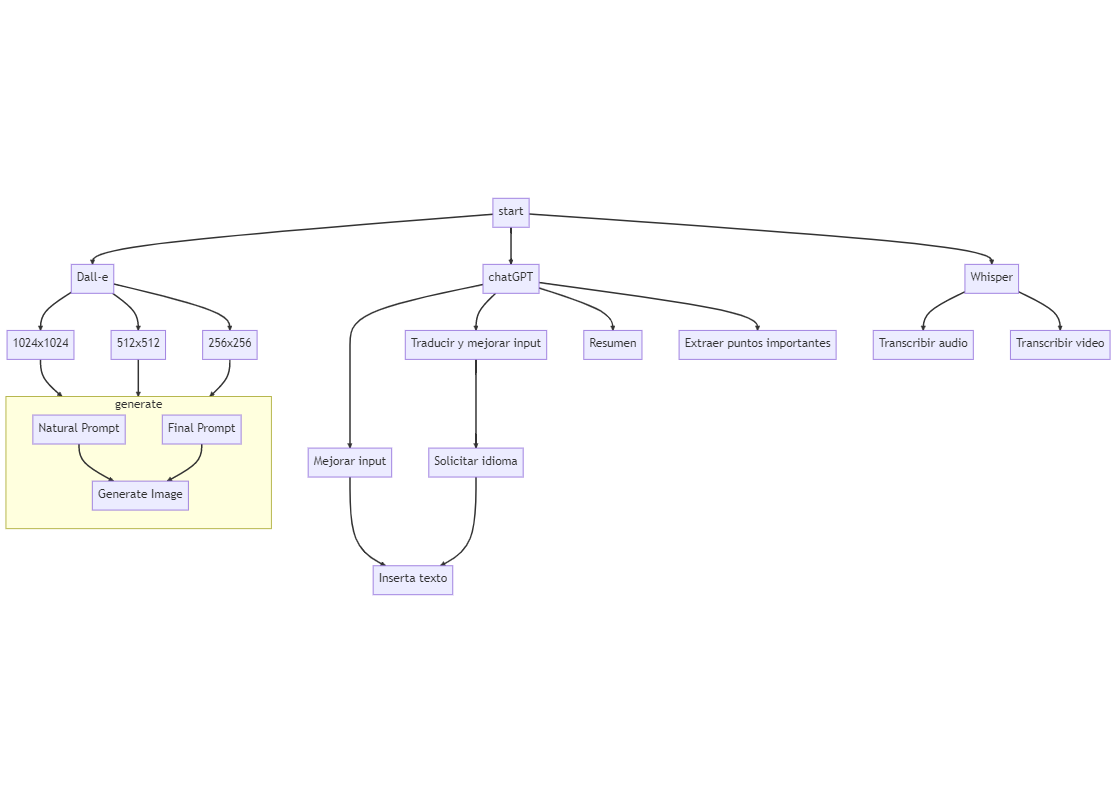 start
Dall-e
chatGPT
Whisper
1024x1024
512x512
256x256
Traducir y mejorar input
Resumen
Extraer puntos importantes
Transcribir audio
Transcribir video
generate
Natural Prompt
Final Prompt
Mejorar input
Solicitar idioma
Generate Image
Inserta texto